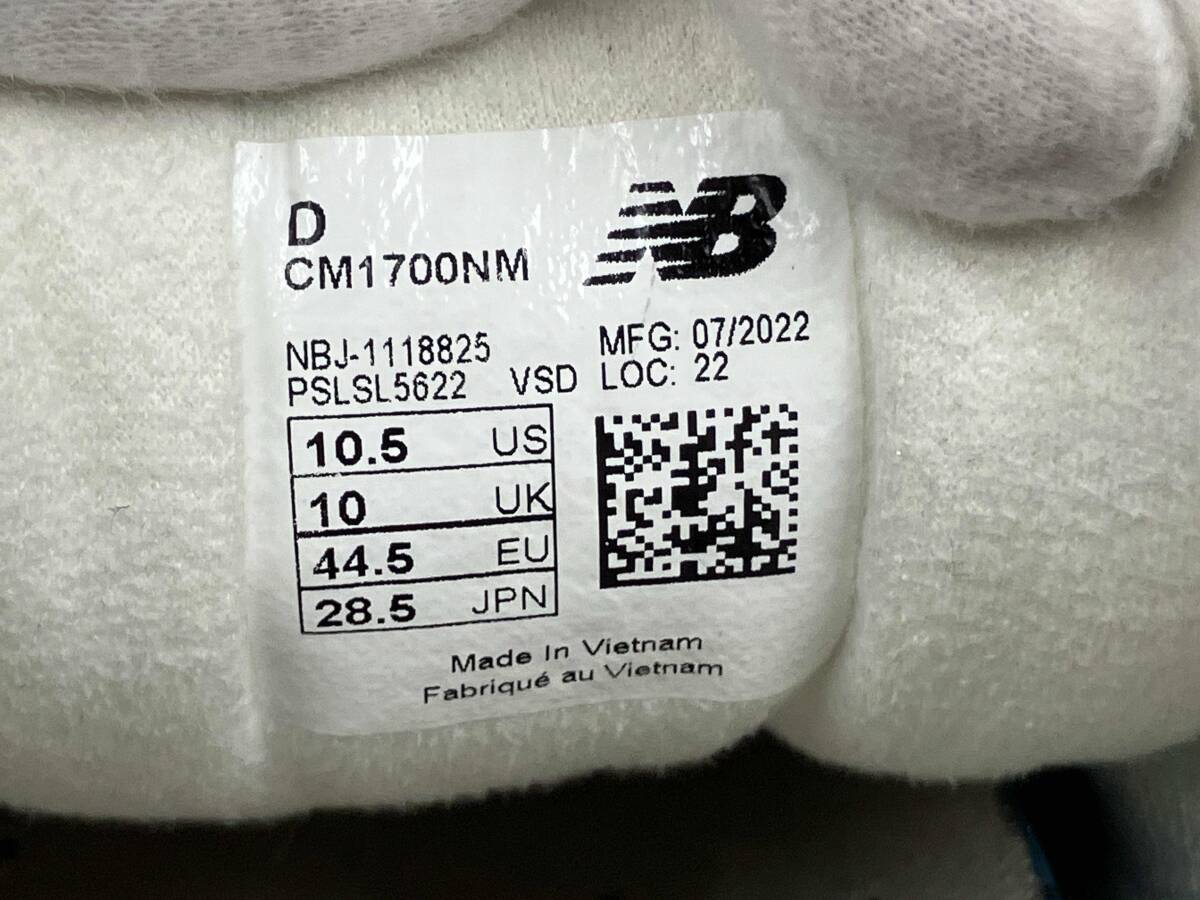 D
CM1700NM
NB
NBJ-1118825
PSLSL5622 VSD
MFG: 07/2022
LOC: 22
10.5 US
10 UK
44.5 EU
28.5 JPN
Made In Vietnam
Fabriqué au Vietnam